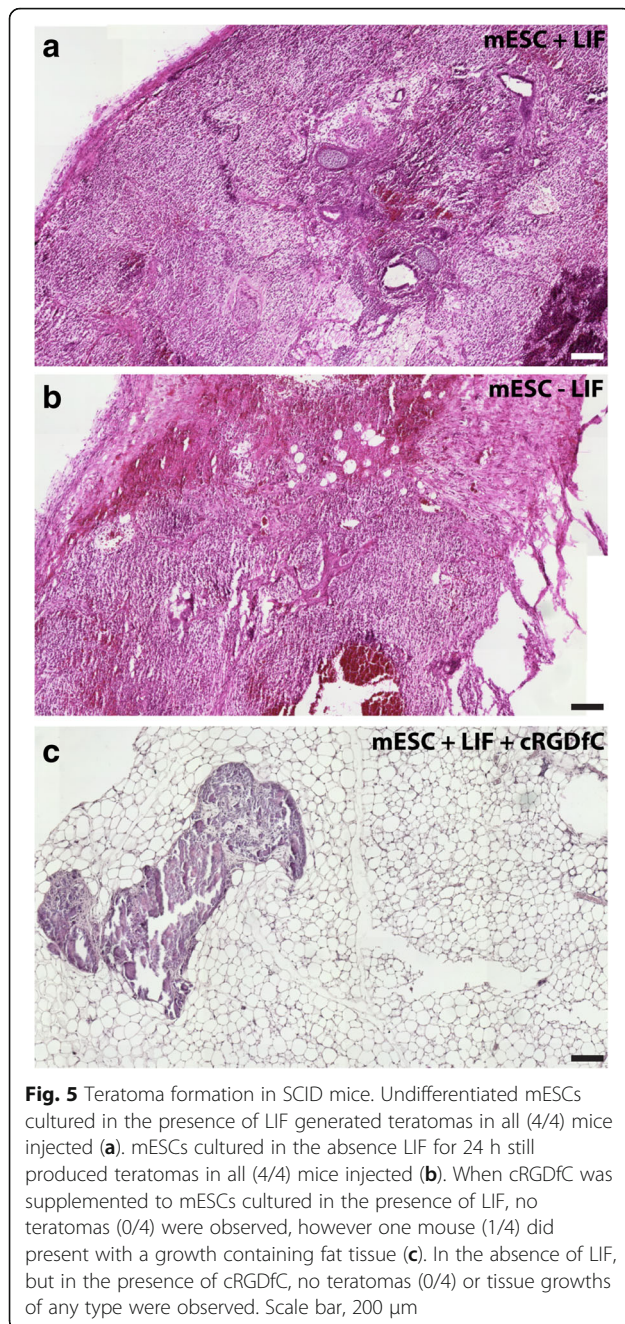 a
mESC + LIF
b
mESC - LIF
c
mESC + LIF + cRGDfC
Fig. 5 Teratoma formation in SCID mice. Undifferentiated mESCs
cultured in the presence of LIF generated teratomas in all (4/4) mice
injected (a). mESCs cultured in the absence LIF for 24 h still
produced teratomas in all (4/4) mice injected (b). When cRGDfC was
supplemented to mESCs cultured in the presence of LIF, no
teratomas (0/4) were observed, however one mouse (1/4) did
present with a growth containing fat tissue (c). In the absence of LIF,
but in the presence of cRGDfC, no teratomas (0/4) or tissue growths
of any type were observed. Scale bar, 200 μm